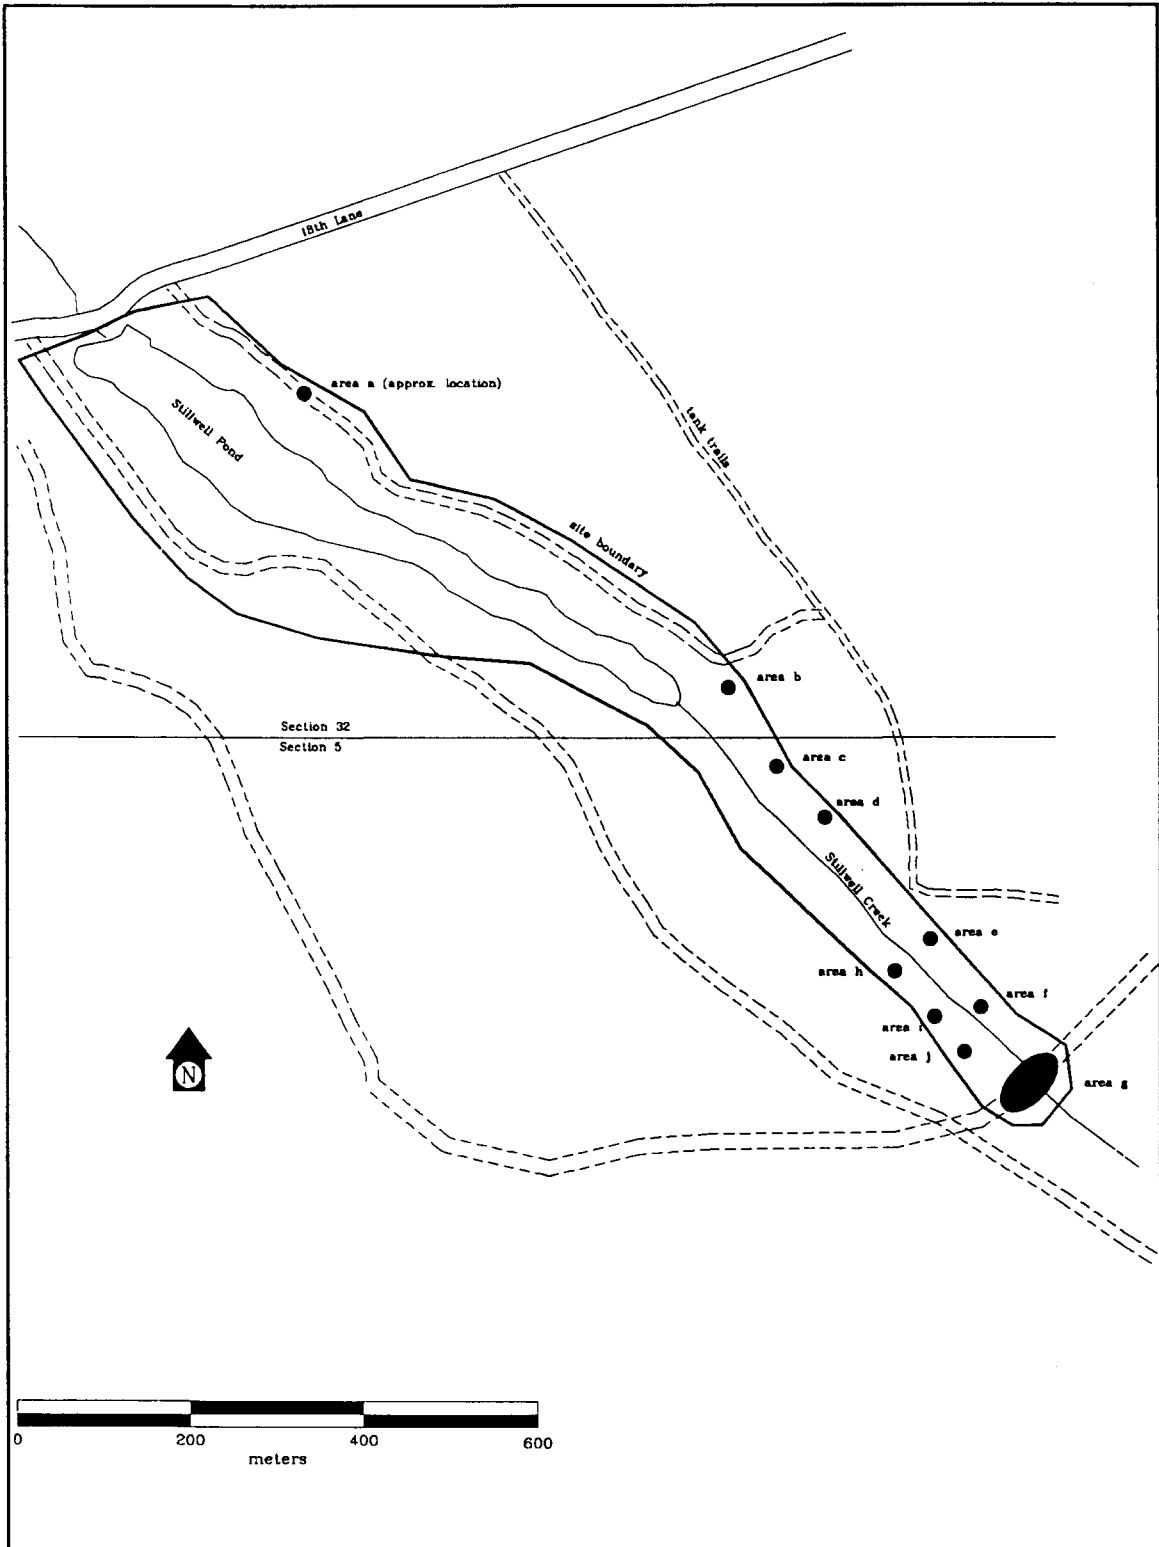 18th Lane
area a (approx. location)
Stillwell Pond
tank trails
site boundary
area b
Section 32
Section 5
area c
area d
Stillwell Creek
area e
area h
area f
area i
area j
area g
N
0 200 400 600
meters